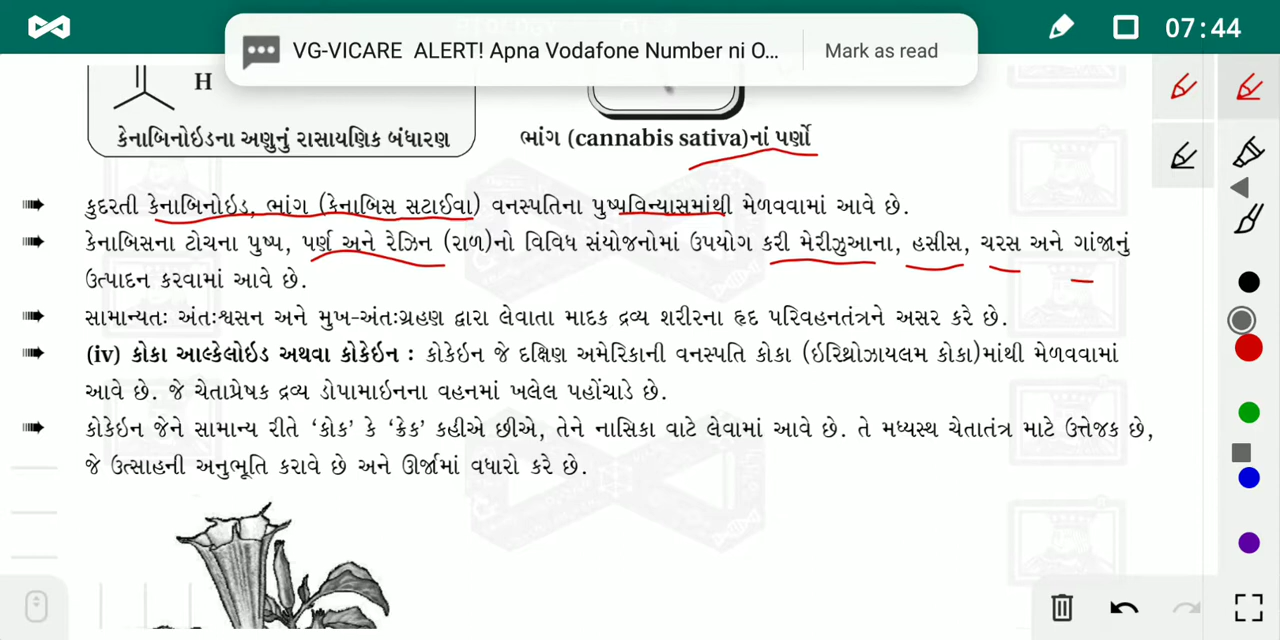 07:44
VG-VICARE ALERT! Apna Vodafone Number ni O...
Mark as read
H
કેનાબિનોઇડના અણુનું રાસાયણિક બંધારણ
ભાંગ (cannabis sativa)નાં પર્ણો
કુદરતી કેનાબિનોઇડ, ભાંગ (કેનાબિસ સટાઈવા) વનસ્પતિના પુષ્પવિન્યાસમાંથી મેળવવામાં આવે છે.
કેનાબિસના ટોચના પુષ્પ, પર્ણ અને રેઝિન (રાળ)નો વિવિધ સંયોજનોમાં ઉપયોગ કરી મેરીઝુઆના, હસીસ, ચરસ અને ગાંજાનું
ઉત્પાદન કરવામાં આવે છે.
સામાન્યતઃ અંતઃશ્વસન અને મુખ-અંતઃગ્રહણ દ્વારા લેવાતા માદક દ્રવ્ય શરીરના હૃદ પરિવહનતંત્રને અસર કરે છે.
(iv) કોકા આલ્કેલોઇડ અથવા કોકેઇન : કોકેઇન જે દક્ષિણ અમેરિકાની વનસ્પતિ કોકા (ઇરિથ્રોઝાયલમ કોકા)માંથી મેળવવામાં
આવે છે. જે ચેતાપ્રેષક દ્રવ્ય ડોપામાઇનના વહનમાં ખલેલ પહોંચાડે છે.
કોકેઇન જેને સામાન્ય રીતે ‘કોક’ કે ‘ક્રેક’ કહીએ છીએ, તેને નાસિકા વાટે લેવામાં આવે છે. તે મધ્યસ્થ ચેતાતંત્ર માટે ઉત્તેજક છે,
જે ઉત્સાહની અનુભૂતિ કરાવે છે અને ઊર્જામાં વધારો કરે છે.